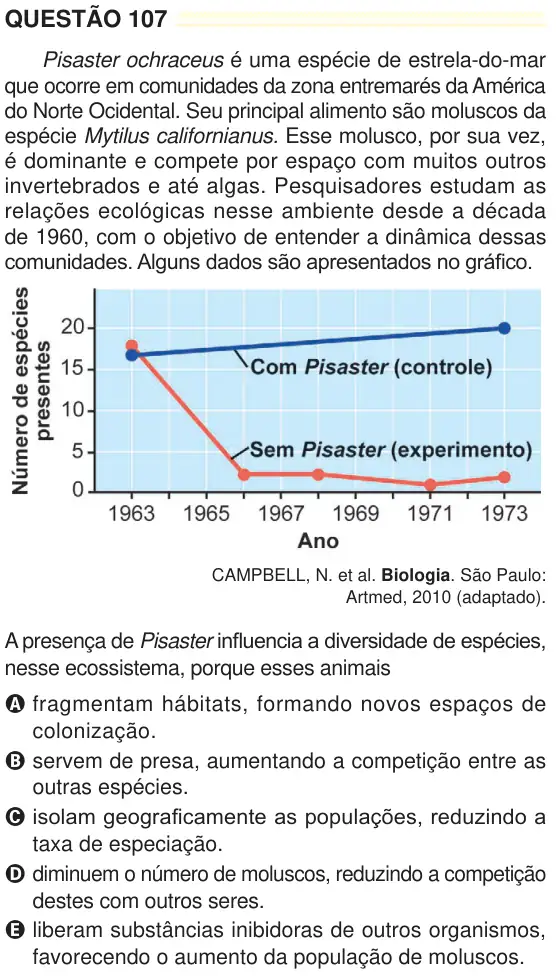 QUESTÃO 107
Pisaster ochraceus é uma espécie de estrela-do-mar
que ocorre em comunidades da zona entremarés da América
do Norte Ocidental. Seu principal alimento são moluscos da
espécie Mytilus californianus. Esse molusco, por sua vez,
é dominante e compete por espaço com muitos outros
invertebrados e até algas. Pesquisadores estudam as
relações ecológicas nesse ambiente desde a década
de 1960, com o objetivo de entender a dinâmica dessas
comunidades. Alguns dados são apresentados no gráfico.
Número de espécies
presentes
20
15
10
5
0
Com Pisaster (controle)
Sem Pisaster (experimento)
1963 1965 1967 1969 1971 1973
Ano
CAMPBELL, N. et al. Biologia. São Paulo:
Artmed, 2010 (adaptado).
A presença de Pisaster influencia a diversidade de espécies,
nesse ecossistema, porque esses animais
A fragmentam hábitats, formando novos espaços de
colonização.
B servem de presa, aumentando a competição entre as
outras espécies.
C isolam geograficamente as populações, reduzindo a
taxa de especiação.
D diminuem o número de moluscos, reduzindo a competição
destes com outros seres.
E liberam substâncias inibidoras de outros organismos,
favorecendo o aumento da população de moluscos.